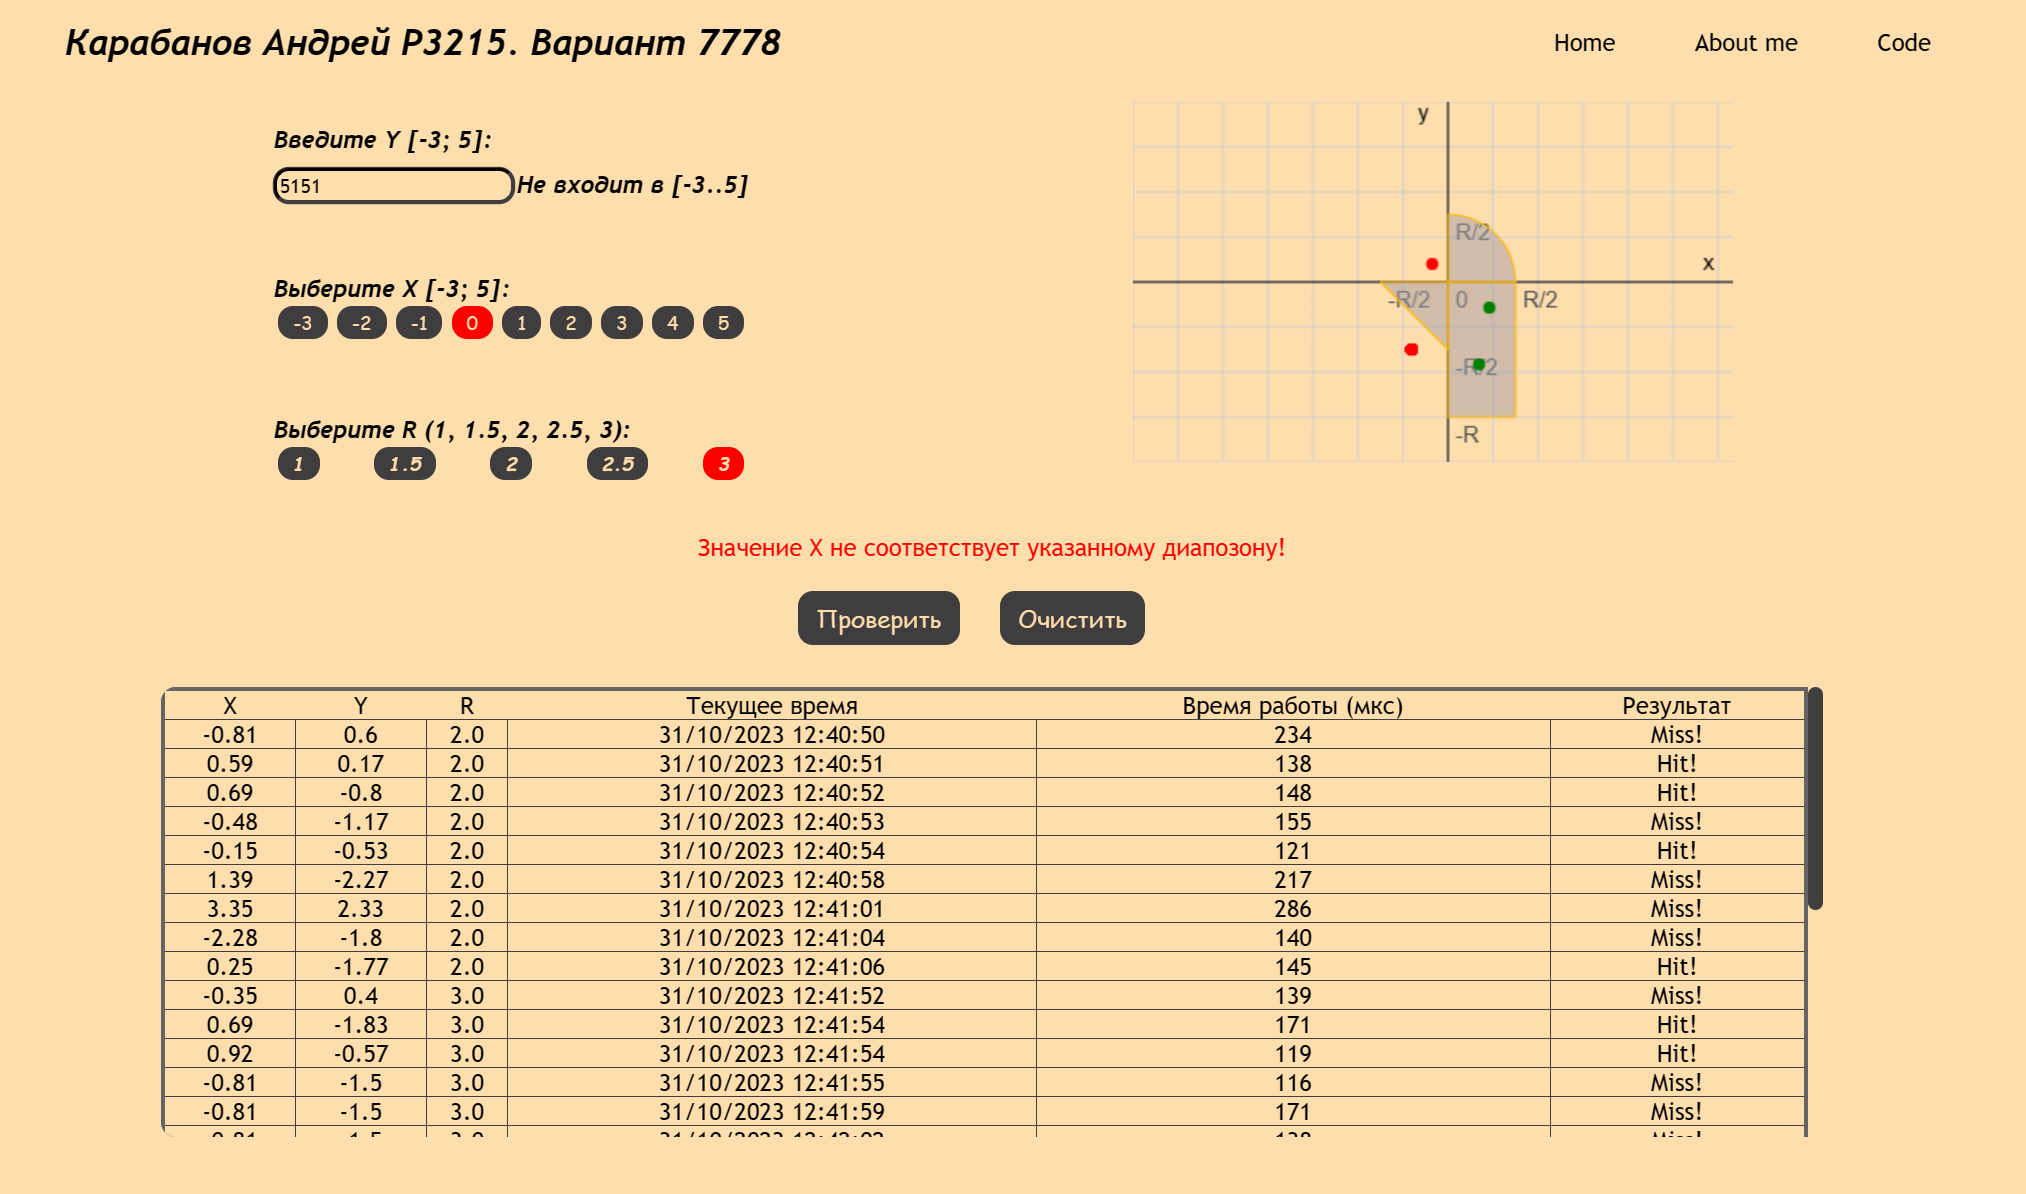 Карабанов Андрей P3215. Вариант 7778
Home About me Code
Введите Y [-3; 5]:
5151 Не входит в [-3..5]
Выберите X [-3; 5]:
-3 -2 -1 0 1 2 3 4 5
Выберите R (1, 1.5, 2, 2.5, 3):
1 1.5 2 2.5 3
y
R/2
x
-R/2 0 R/2
-R/2
-R
Значение X не соответствует указанному диапозону!
Проверить Очистить
X Y R Текущее время Время работы (мкс) Результат
-0.81 0.6 2.0 31/10/2023 12:40:50 234 Miss!
0.59 0.17 2.0 31/10/2023 12:40:51 138 Hit!
0.69 -0.8 2.0 31/10/2023 12:40:52 148 Hit!
-0.48 -1.17 2.0 31/10/2023 12:40:53 155 Miss!
-0.15 -0.53 2.0 31/10/2023 12:40:54 121 Hit!
1.39 -2.27 2.0 31/10/2023 12:40:58 217 Miss!
3.35 2.33 2.0 31/10/2023 12:41:01 286 Miss!
-2.28 -1.8 2.0 31/10/2023 12:41:04 140 Miss!
0.25 -1.77 2.0 31/10/2023 12:41:06 145 Hit!
-0.35 0.4 3.0 31/10/2023 12:41:52 139 Miss!
0.69 -1.83 3.0 31/10/2023 12:41:54 171 Hit!
0.92 -0.57 3.0 31/10/2023 12:41:54 119 Hit!
-0.81 -1.5 3.0 31/10/2023 12:41:55 116 Miss!
-0.81 -1.5 3.0 31/10/2023 12:41:59 171 Miss!